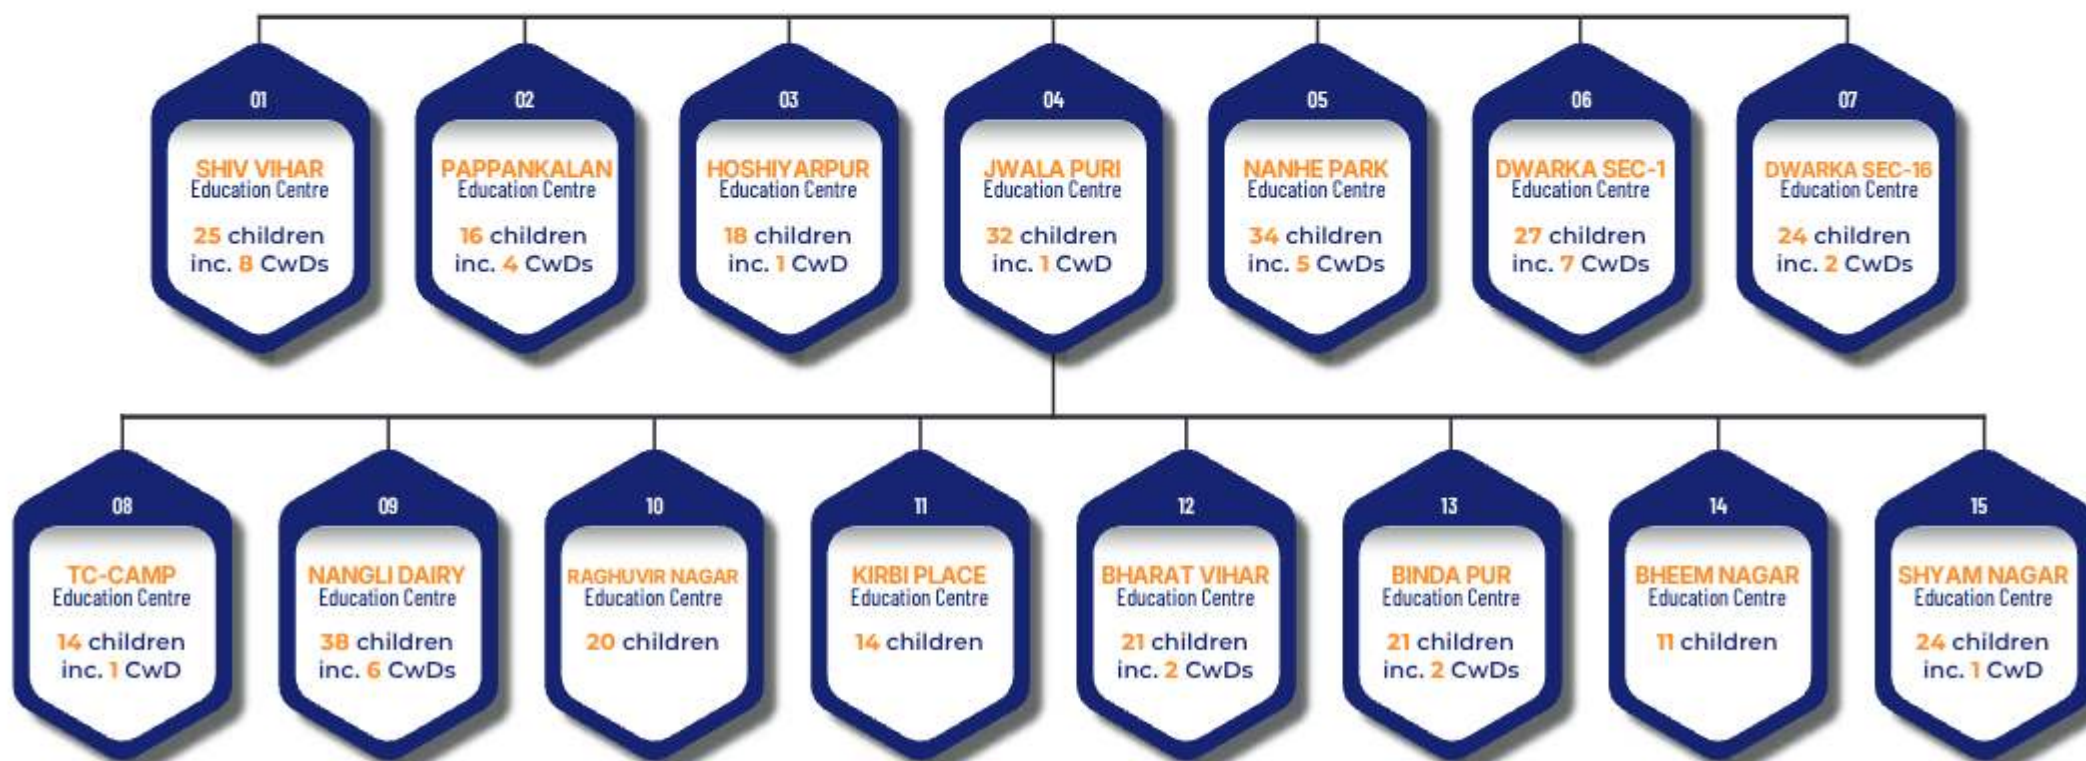 01
SHIV VIHAR
Education Centre
25 children
inc. 8 CwDs
02
PAPPANKALAN
Education Centre
16 children
inc. 4 CwDs
03
HOSHIYARPUR
Education Centre
18 children
inc. 1 CwD
04
JWALA PURI
Education Centre
32 children
inc. 1 CwD
05
NANHE PARK
Education Centre
34 children
inc. 5 CwDs
06
DWARKA SEC-1
Education Centre
27 children
inc. 7 CwDs
07
DWARKA SEC-16
Education Centre
24 children
inc. 2 CwDs
08
TC-CAMP
Education Centre
14 children
inc. 1 CwD
09
NANGLI DAIRY
Education Centre
38 children
inc. 6 CwDs
10
RAGHUVIR NAGAR
Education Centre
20 children
11
KIRBI PLACE
Education Centre
14 children
12
BHARAT VIHAR
Education Centre
21 children
inc. 2 CwDs
13
BINDA PUR
Education Centre
21 children
inc. 2 CwDs
14
BHEEM NAGAR
Education Centre
11 children
15
SHYAM NAGAR
Education Centre
24 children
inc. 1 CwD